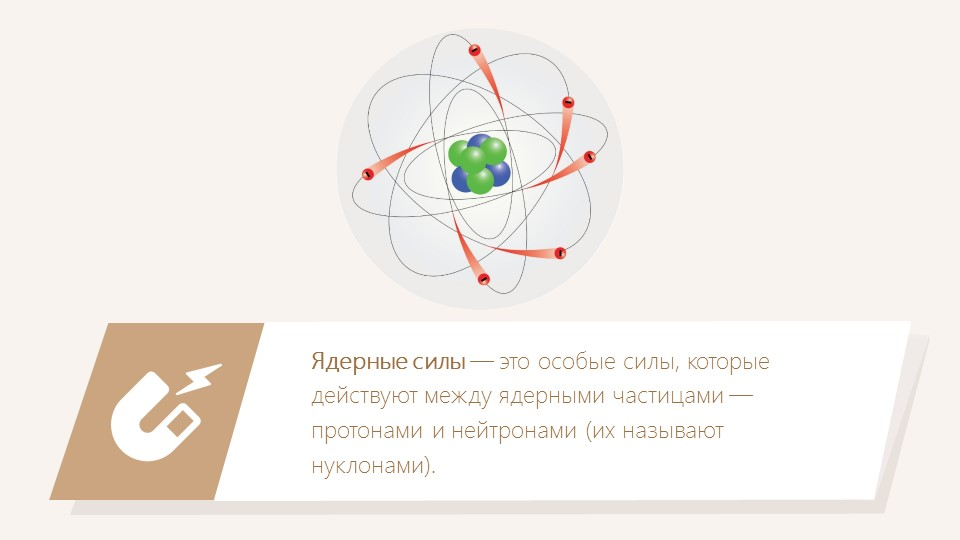 Ядерные силы — это особые силы, которые
действуют между ядерными частицами —
протонами и нейтронами (их называют
нуклонами).